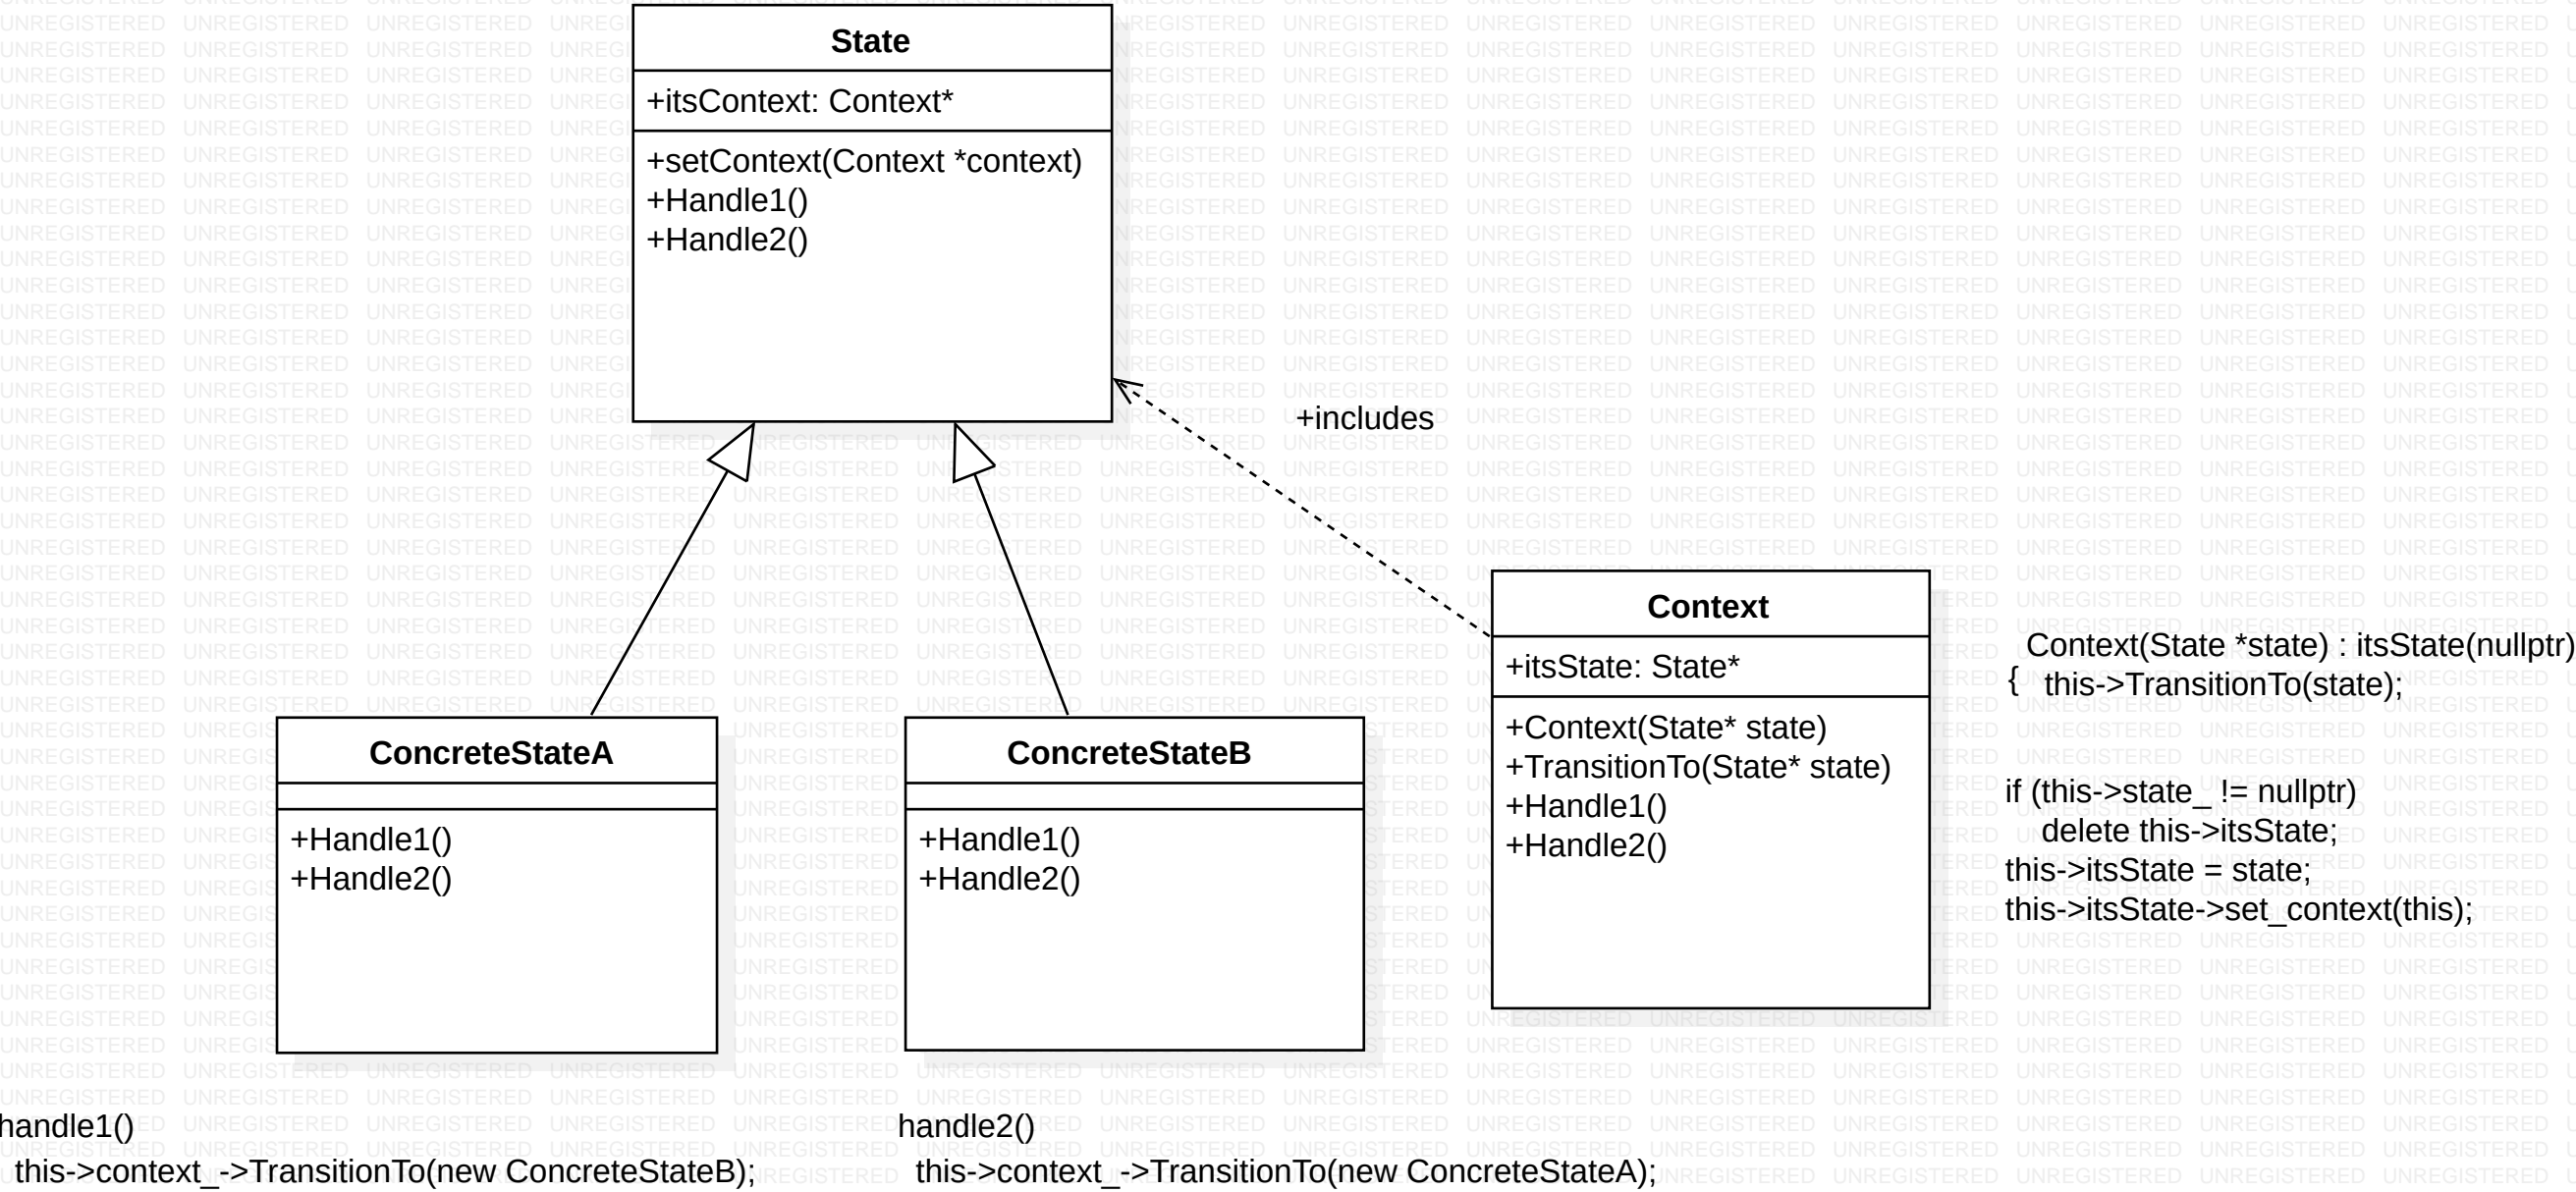 State
+itsContext: Context*
+setContext(Context *context)
+Handle1()
+Handle2()
+includes
Context
+itsState: State*
+Context(State* state)
+TransitionTo(State* state)
+Handle1()
+Handle2()
Context(State *state) : itsState(nullptr)
{ this->TransitionTo(state);
if (this->state_ != nullptr)
delete this->itsState;
this->itsState = state;
this->itsState->set_context(this);
ConcreteStateA
+Handle1()
+Handle2()
ConcreteStateB
+Handle1()
+Handle2()
handle1()
this->context_->TransitionTo(new ConcreteStateB);
handle2()
this->context_->TransitionTo(new ConcreteStateA);
UNREGISTERED